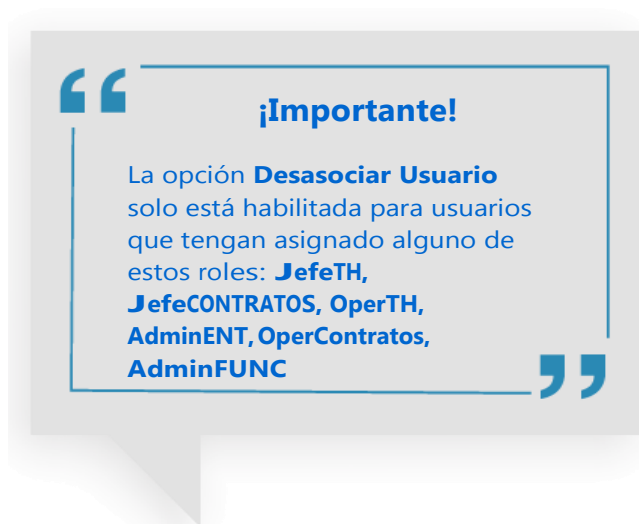 ¡Importante!
La opción Desasociar Usuario
solo está habilitada para usuarios
que tengan asignado alguno de
estos roles: JefeTH,
JefeCONTRATOS, OperTH,
AdminENT, OperContratos,
AdminFUNC